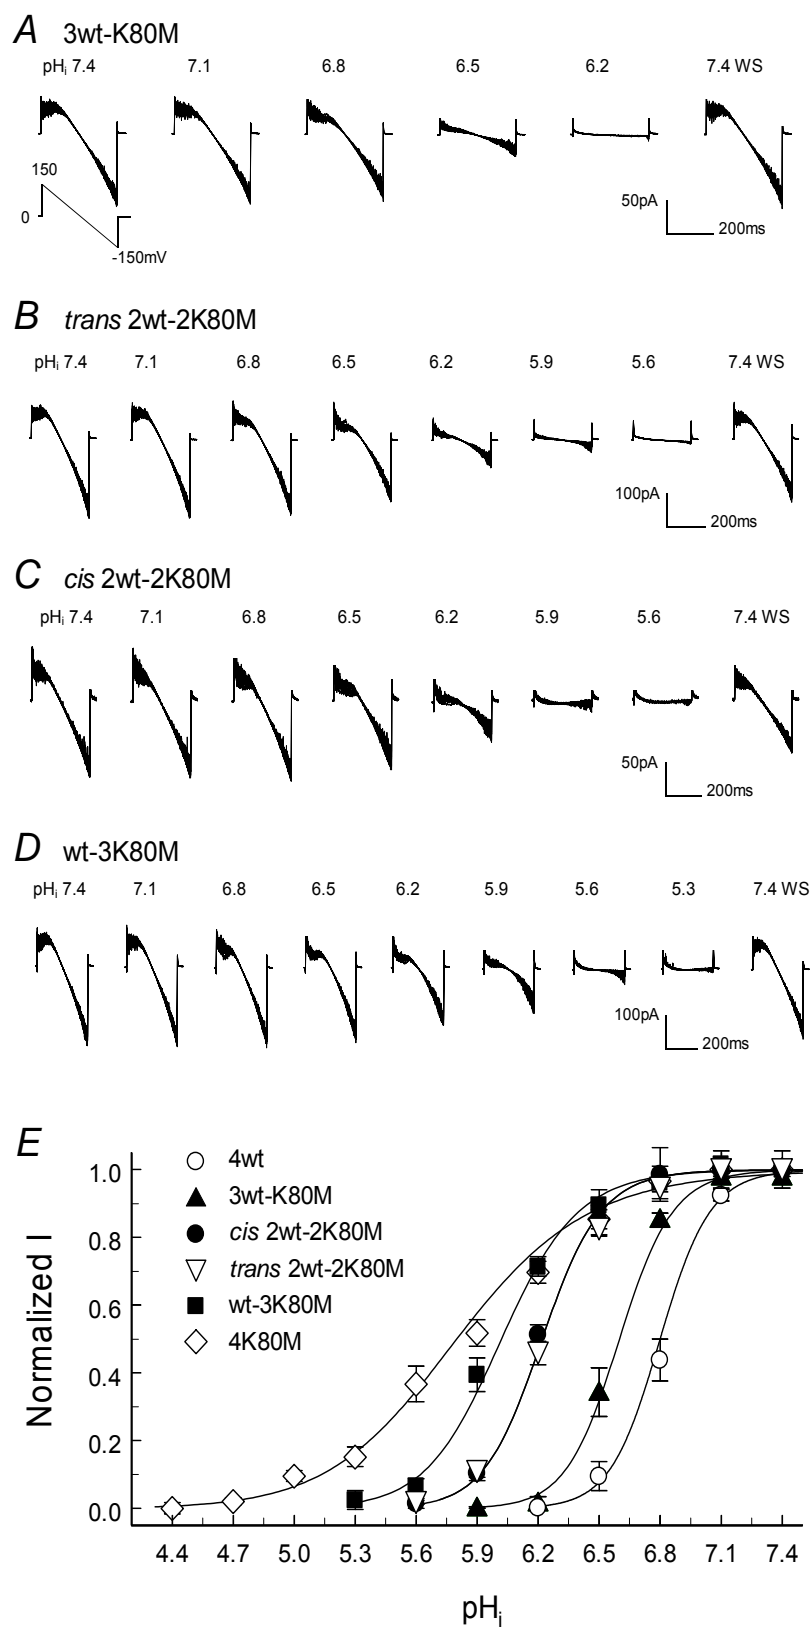 A 3wt-K80M
pHi 7.4 7.1 6.8 6.5 6.2 7.4 WS
150
0
-150mV
50pA
200ms
B trans 2wt-2K80M
pHi 7.4 7.1 6.8 6.5 6.2 5.9 5.6 7.4 WS
100pA
200ms
C cis 2wt-2K80M
pHi 7.4 7.1 6.8 6.5 6.2 5.9 5.6 7.4 WS
50pA
200ms
D wt-3K80M
pHi 7.4 7.1 6.8 6.5 6.2 5.9 5.6 5.3 7.4 WS
100pA
200ms
E
4wt
3wt-K80M
cis 2wt-2K80M
trans 2wt-2K80M
wt-3K80M
4K80M
Normalized I
1.0
0.8
0.6
0.4
0.2
0.0
4.4 4.7 5.0 5.3 5.6 5.9 6.2 6.5 6.8 7.1 7.4
pHi